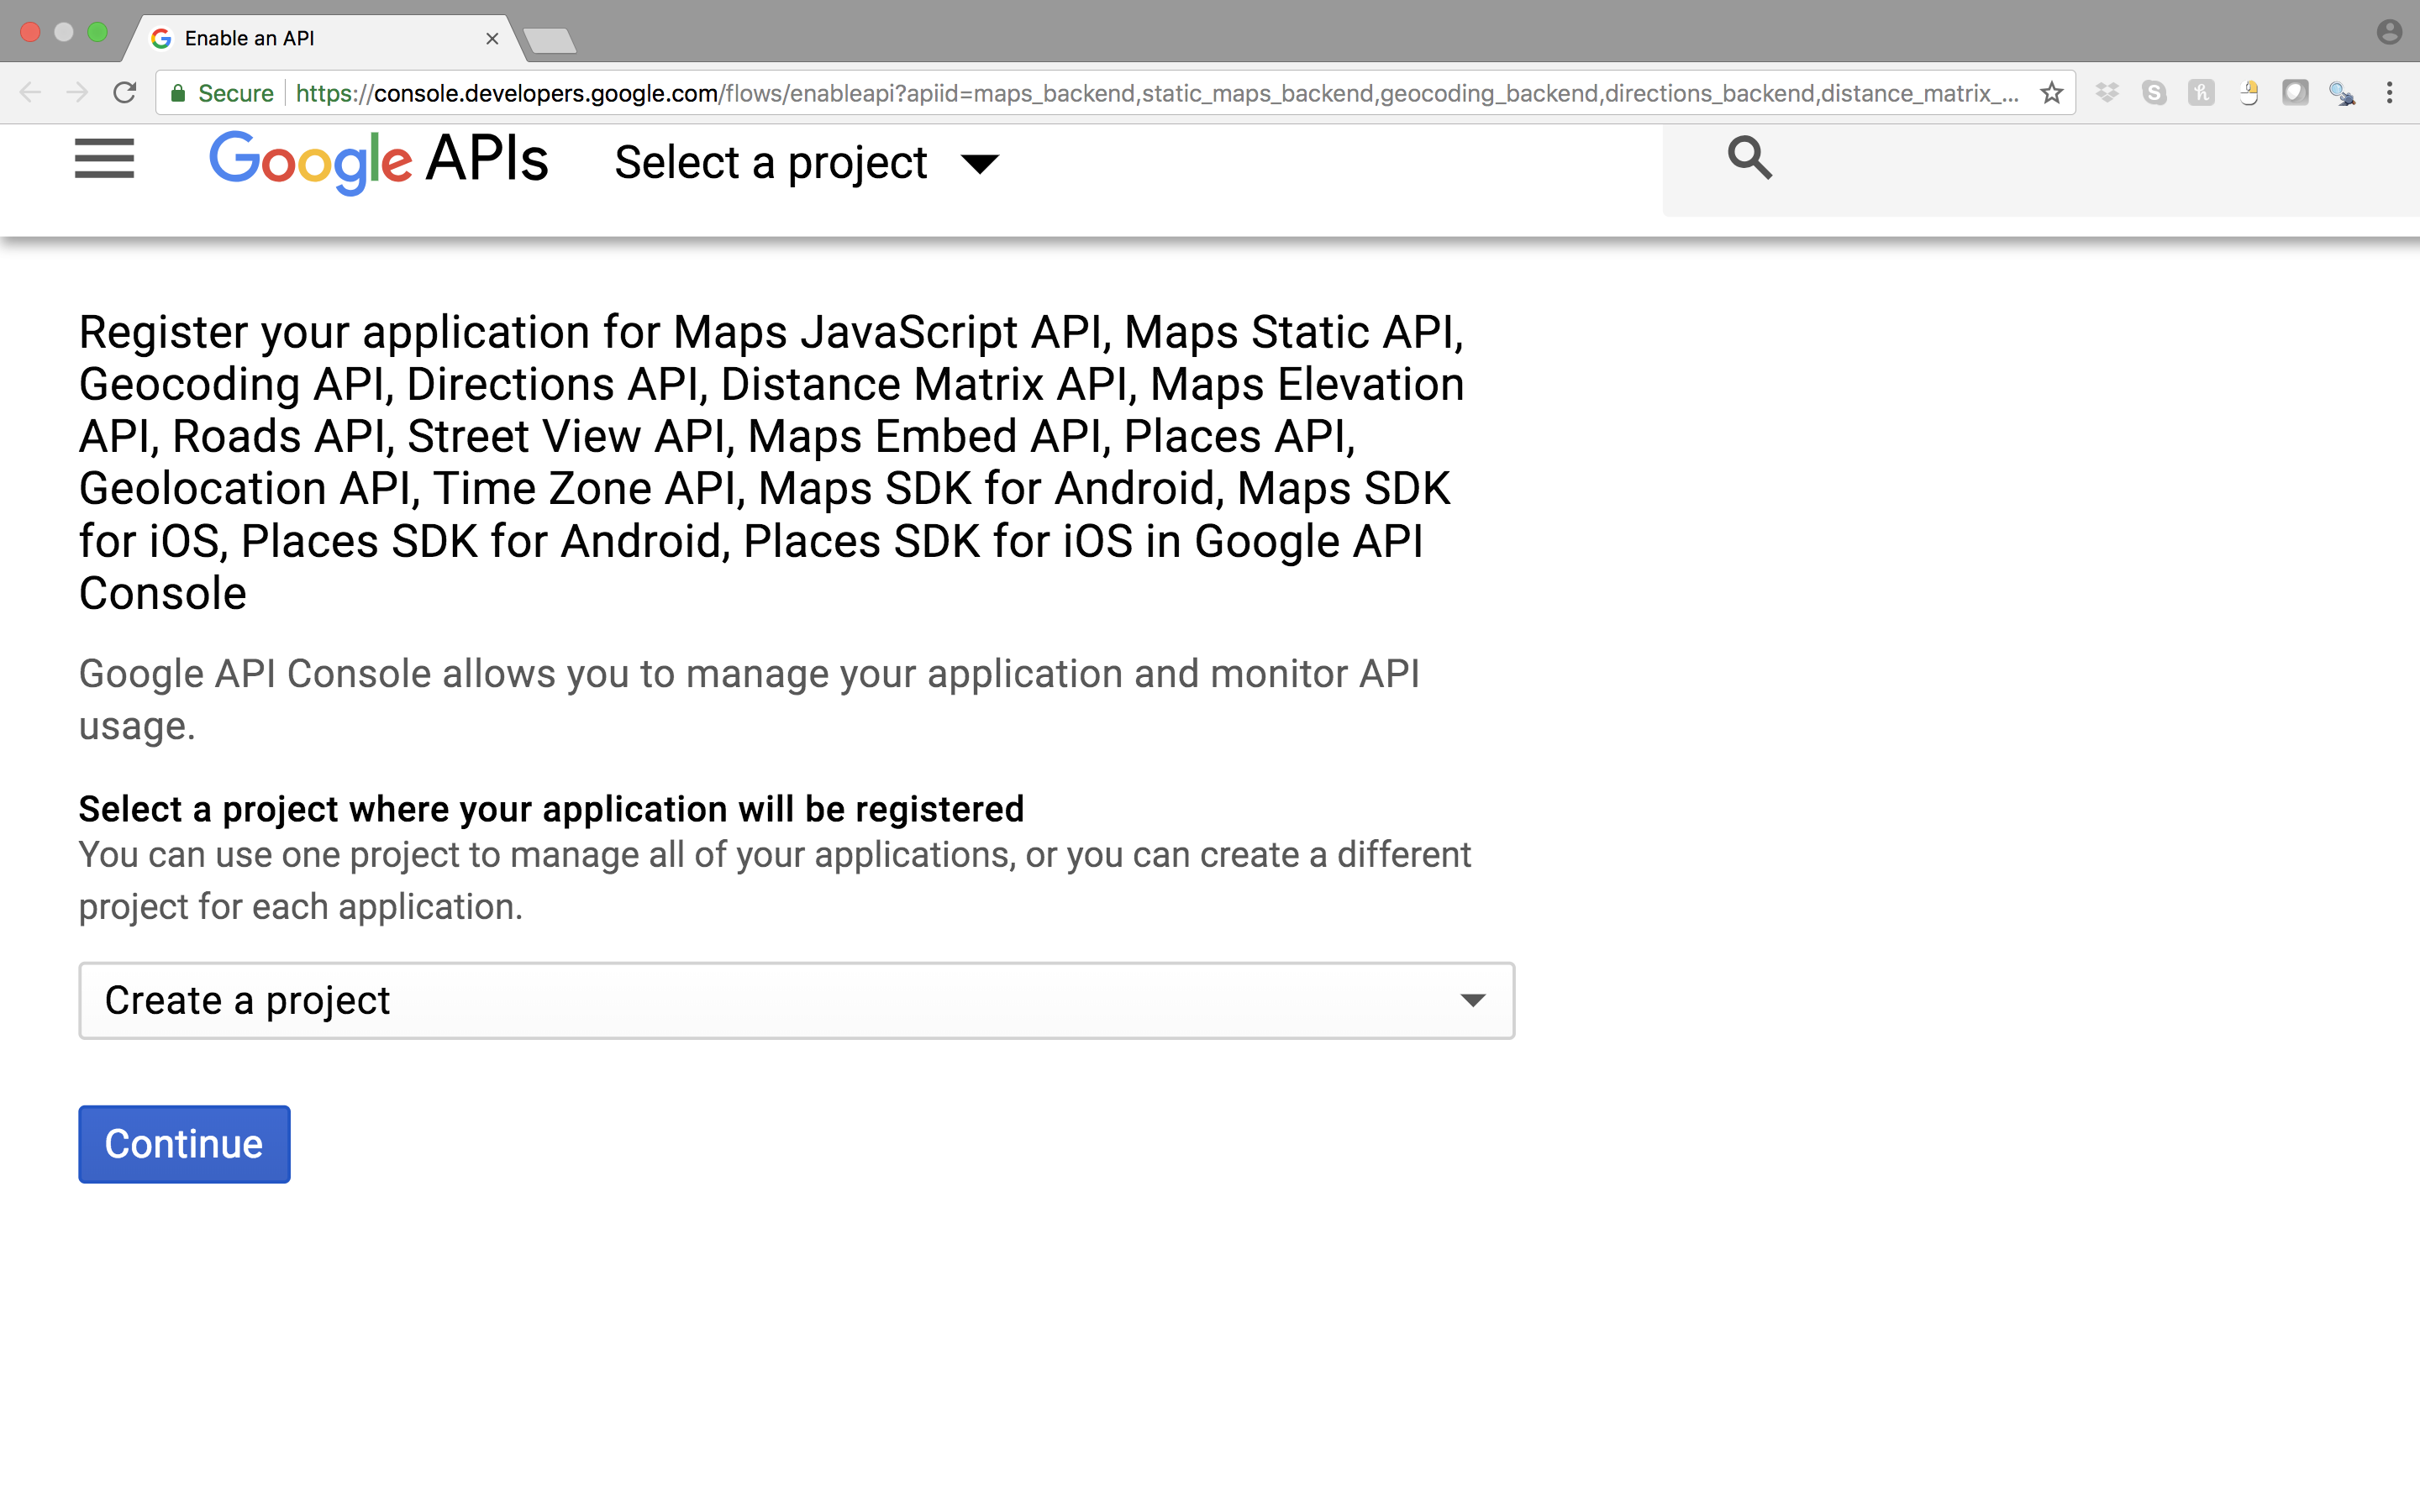 Enable an API
Secure https://console.developers.google.com/flows/enableapi?apiid=maps_backend,static_maps_backend,geocoding_backend,directions_backend,distance_matrix_...
Google APIs Select a project
Register your application for Maps JavaScript API, Maps Static API,
Geocoding API, Directions API, Distance Matrix API, Maps Elevation
API, Roads API, Street View API, Maps Embed API, Places API,
Geolocation API, Time Zone API, Maps SDK for Android, Maps SDK
for iOS, Places SDK for Android, Places SDK for iOS in Google API
Console
Google API Console allows you to manage your application and monitor API
usage.
Select a project where your application will be registered
You can use one project to manage all of your applications, or you can create a different
project for each application.
Create a project
Continue